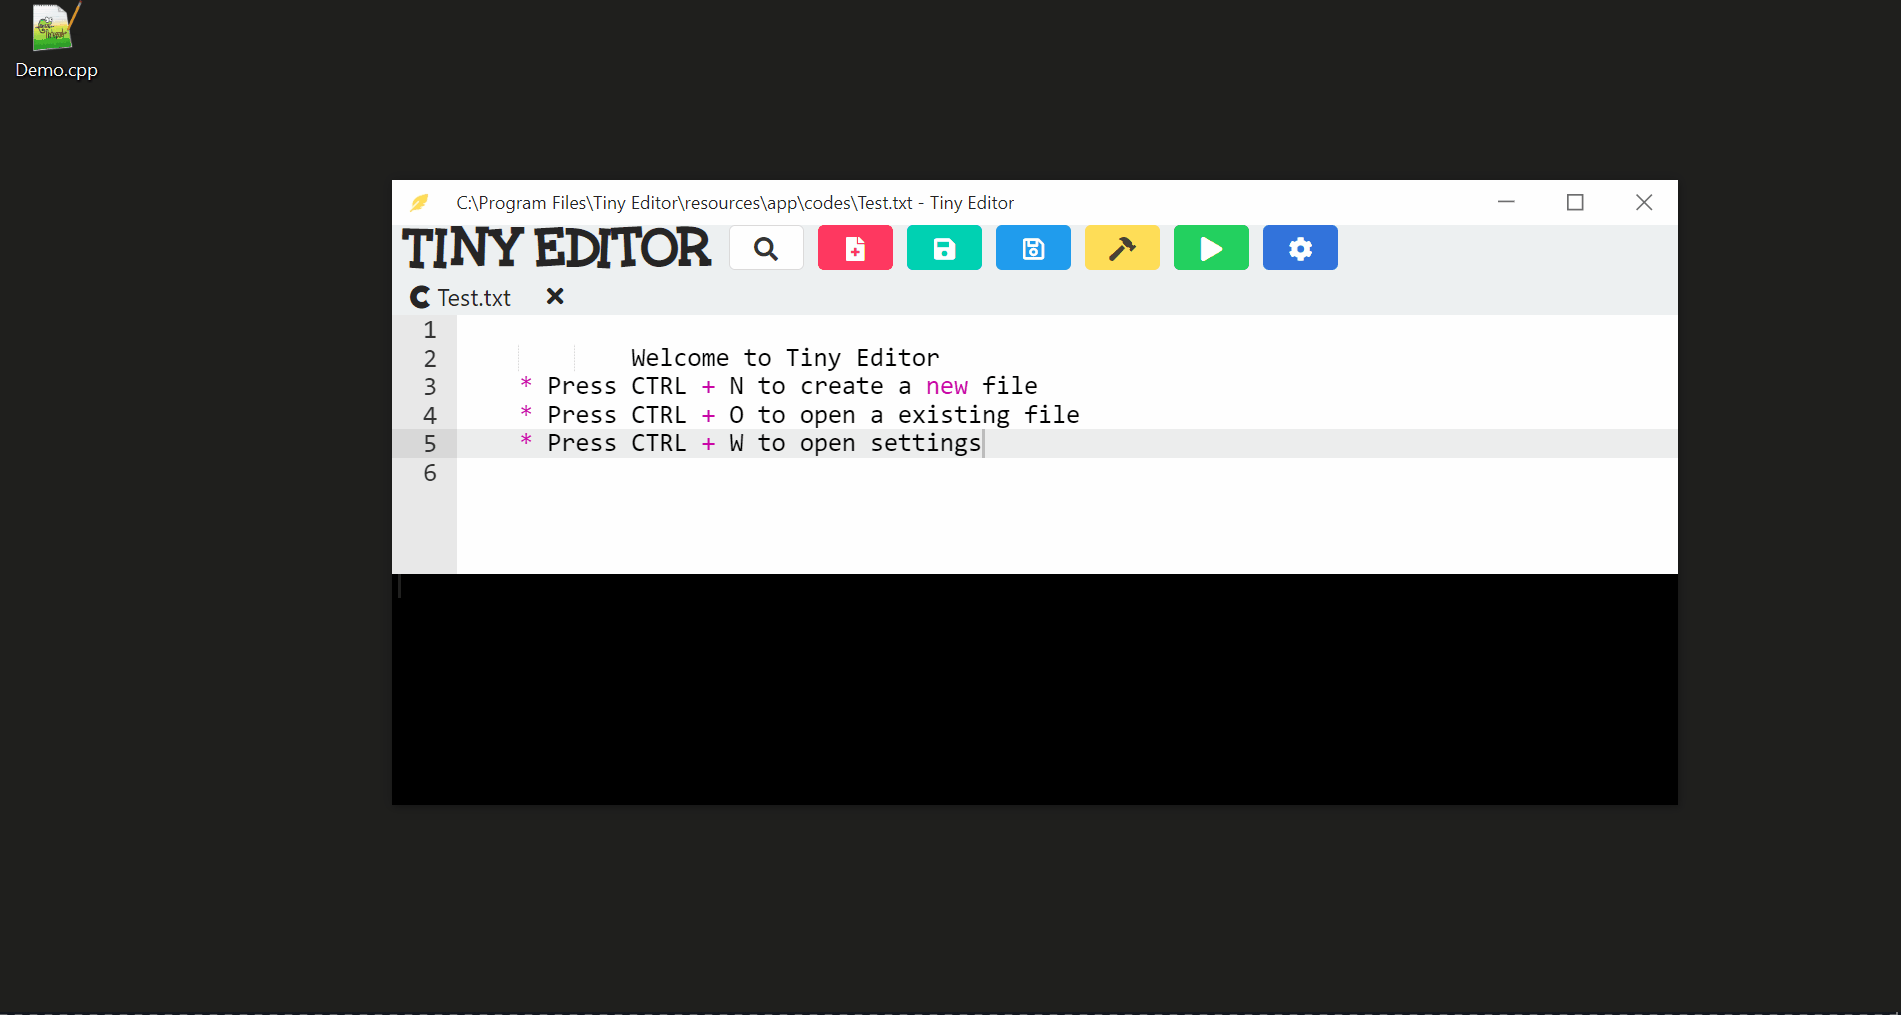 Demo.cpp
C:\Program Files\Tiny Editor\resources\app\codes\Test.txt - Tiny Editor
TINY EDITOR
C Test.txt
1
2 Welcome to Tiny Editor
3 * Press CTRL + N to create a new file
4 * Press CTRL + O to open a existing file
5 * Press CTRL + W to open settings
6